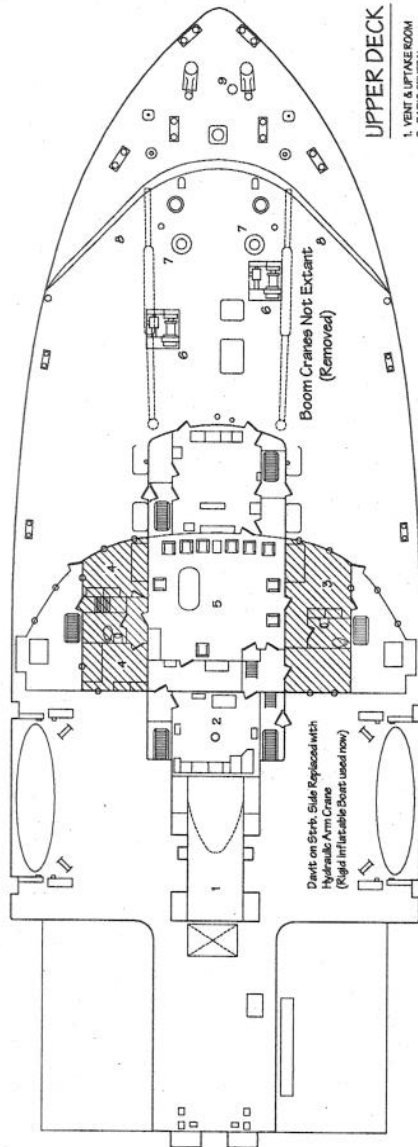 UPPER DECK
1. VENT & UPTAKE ROOM
9
8
8
7
7
6
6
Boom Cranes Not Extant
(Removed)
4
4
5
3
2
1
Davit on Strb. Side Replaced with
Hydraulic Arm Crane
(Rigid Inflatable Boat used now)